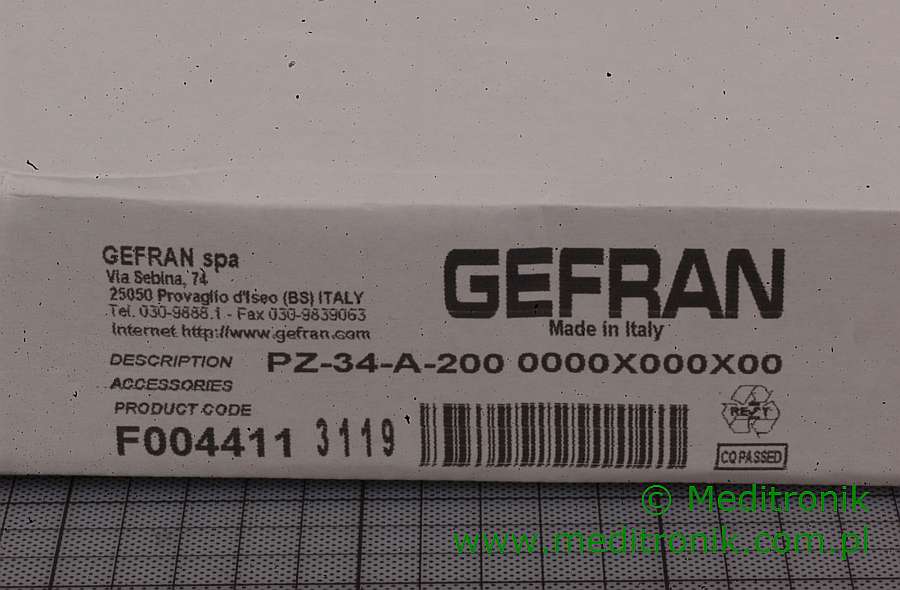 GEFRAN spa
Via Sebina, 74
25050 Provaglio d'Iseo (BS) ITALY
Tel. 030-9888.1 - Fax 030-9839063
Internet http://www.gefran.com
GEFRAN
Made in Italy
DESCRIPTION PZ-34-A-200 0000X000X00
ACCESSORIES
PRODUCT CODE
F004411 3119
RESY
CQ PASSED
© Meditronik
www.meditronik.com.pl